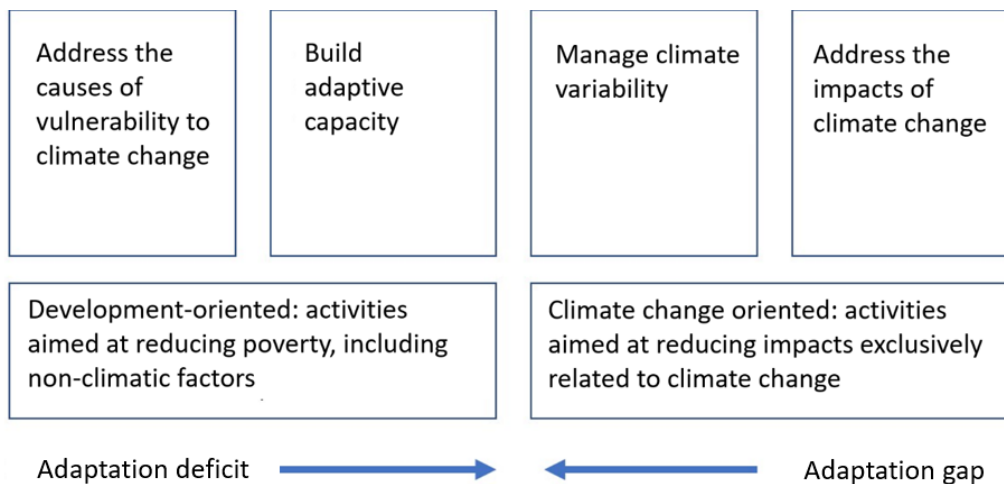 Address the
causes of
vulnerability to
climate change
Build
adaptive
capacity
Manage climate
variability
Address the
impacts of
climate change
Development-oriented: activities
aimed at reducing poverty, including
non-climatic factors
Climate change oriented: activities
aimed at reducing impacts exclusively
related to climate change
Adaptation deficit
Adaptation gap